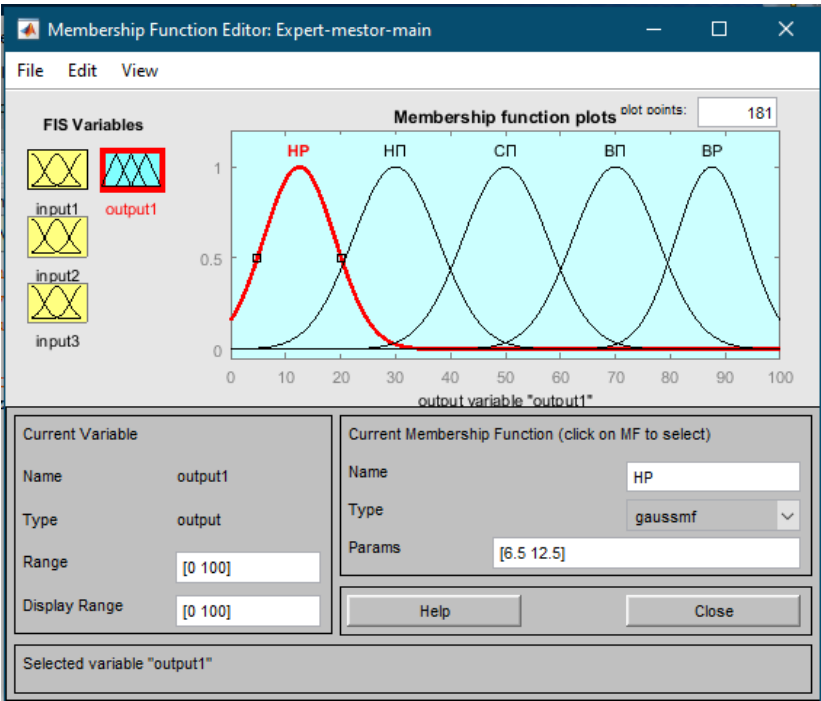 Membership Function Editor: Expert-mestor-main
File Edit View
FIS Variables
Membership function plots
plot points:
181
input1
output1
input2
input3
НР
НП
СП
ВП
ВР
1
0.5
0
0 10 20 30 40 50 60 70 80 90 100
output variable "output1"
Current Variable
Name output1
Type output
Range [0 100]
Display Range [0 100]
Current Membership Function (click on MF to select)
Name НР
Type gaussmf
Params [6.5 12.5]
Help Close
Selected variable "output1"